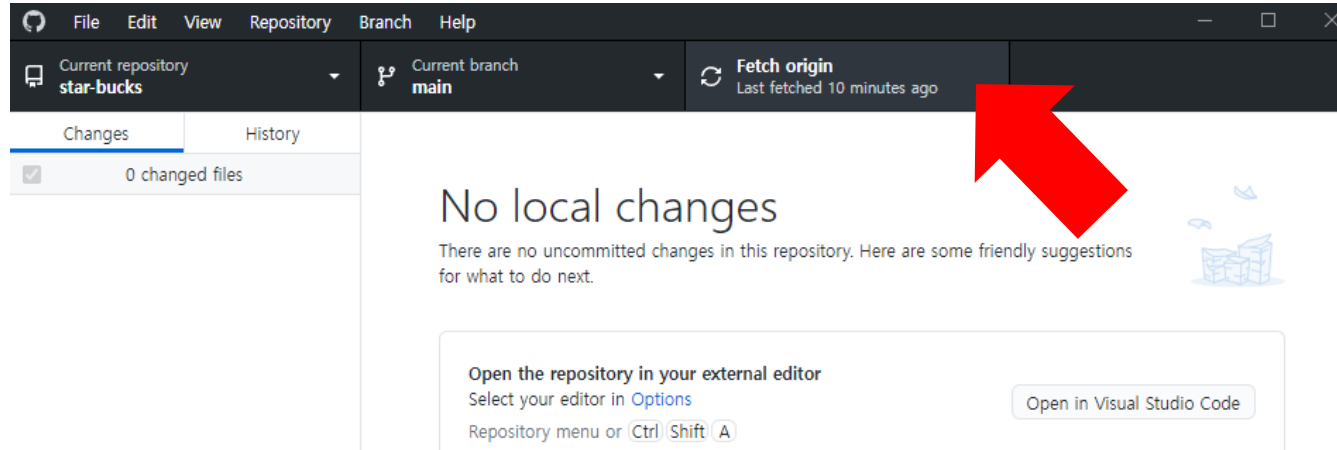 File Edit View Repository Branch Help
Current repository
star-bucks
Current branch
main
Fetch origin
Last fetched 10 minutes ago
Changes History
0 changed files
No local changes
There are no uncommitted changes in this repository. Here are some friendly suggestions
for what to do next.
Open the repository in your external editor
Select your editor in Options
Repository menu or Ctrl Shift A
Open in Visual Studio Code